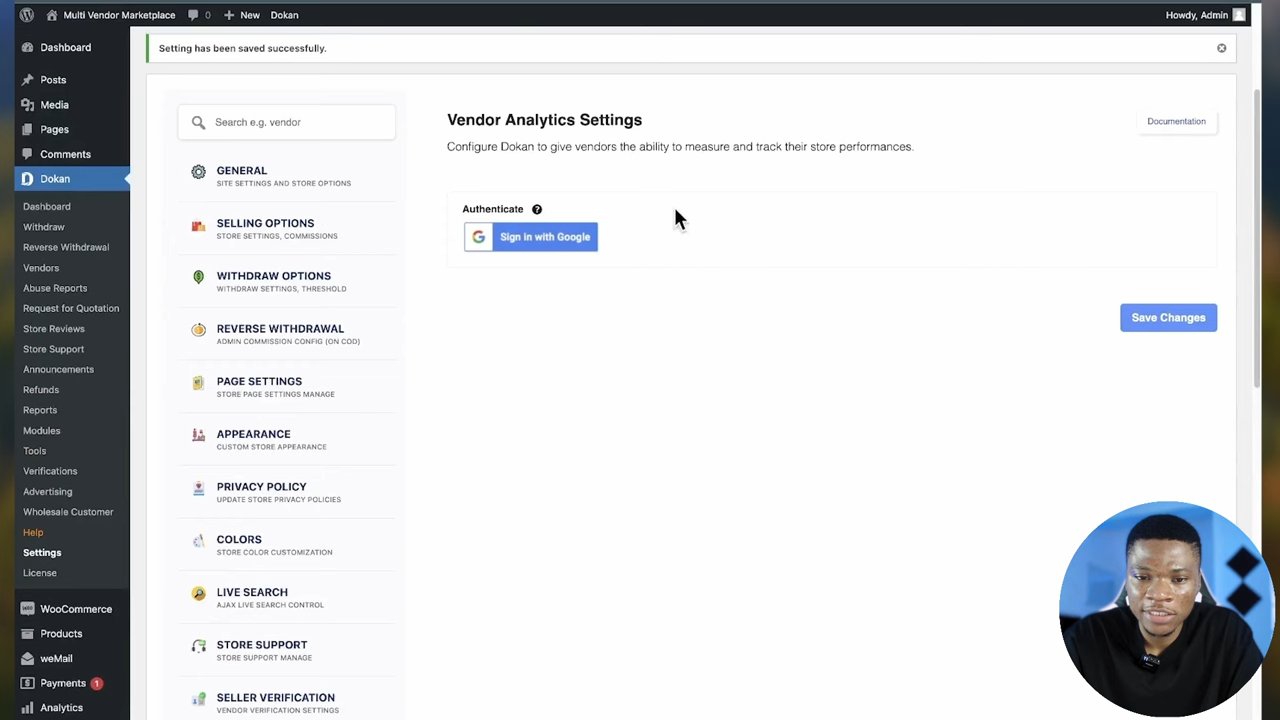 Multi Vendor Marketplace
0
New
Dokan
Howdy, Admin
Dashboard
Posts
Media
Pages
Comments
Dokan
Dashboard
Withdraw
Reverse Withdrawal
Vendors
Abuse Reports
Request for Quotation
Store Reviews
Store Support
Announcements
Refunds
Reports
Modules
Tools
Verifications
Advertising
Wholesale Customer
Help
Settings
License
WooCommerce
Products
weMail
Payments 1
Analytics
Setting has been saved successfully.
Search e.g. vendor
GENERAL
SITE SETTINGS AND STORE OPTIONS
SELLING OPTIONS
STORE SETTINGS, COMMISSIONS
WITHDRAW OPTIONS
WITHDRAW SETTINGS, THRESHOLD
REVERSE WITHDRAWAL
ADMIN COMMISSION CONFIG (ON COD)
PAGE SETTINGS
STORE PAGE SETTINGS MANAGE
APPEARANCE
CUSTOM STORE APPEARANCE
PRIVACY POLICY
UPDATE STORE PRIVACY POLICIES
COLORS
STORE COLOR CUSTOMIZATION
LIVE SEARCH
AJAX LIVE SEARCH CONTROL
STORE SUPPORT
STORE SUPPORT MANAGE
SELLER VERIFICATION
VENDOR VERIFICATION SETTINGS
Vendor Analytics Settings
Documentation
Configure Dokan to give vendors the ability to measure and track their store performances.
Authenticate ?
G Sign in with Google
Save Changes